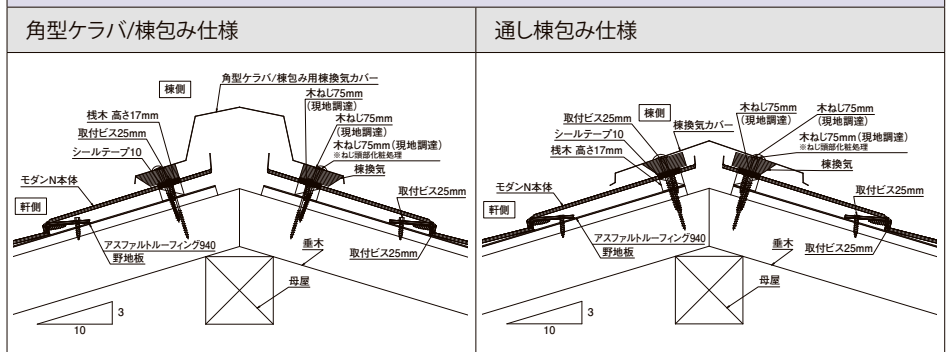 角型ケラバ/棟包み仕様
棟側
角型ケラバ/棟包み用棟換気カバー
木ねじ75mm
(現地調達)
桟木 高さ17mm
木ねじ75mm
(現地調達)
取付ビス25mm
木ねじ75mm(現地調達)
※ねじ頭部化粧処理
シールテープ10
棟換気
モダンN本体
取付ビス25mm
軒側
アスファルトルーフィング940
野地板
取付ビス25mm
垂木
母屋
3
10
通し棟包み仕様
棟側
木ねじ75mm
(現地調達)
木ねじ75mm
(現地調達)
取付ビス25mm
棟換気カバー
シールテープ10
木ねじ75mm(現地調達)
※ねじ頭部化粧処理
桟木 高さ17mm
棟換気
モダンN本体
取付ビス25mm
軒側
アスファルトルーフィング940
野地板
取付ビス25mm
垂木
母屋
3
10